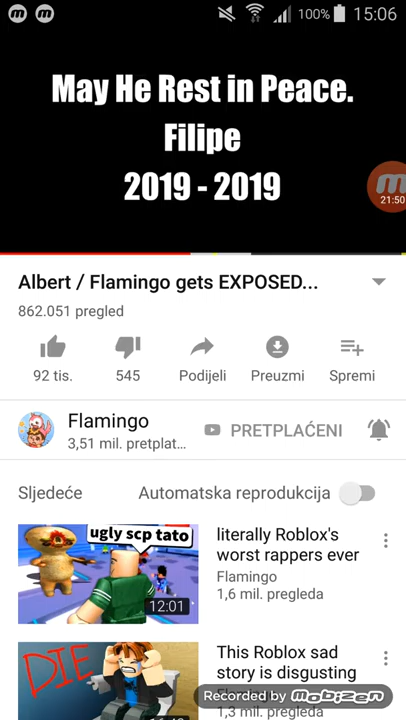 100% 15:06
May He Rest in Peace.
Filipe
2019 - 2019
21:50
Albert / Flamingo gets EXPOSED...
862.051 pregled
92 tis. 545 Podijeli Preuzmi Spremi
Flamingo
3,51 mil. pretplat...
PRETPLAĆENI
Sljedeće Automatska reprodukcija
ugly scp tato
12:01
literally Roblox's
worst rappers ever
Flamingo
1,6 mil. pregleda
DIE
This Roblox sad
story is disgusting
Recorded by mobizen
1,3 mil. pregleda